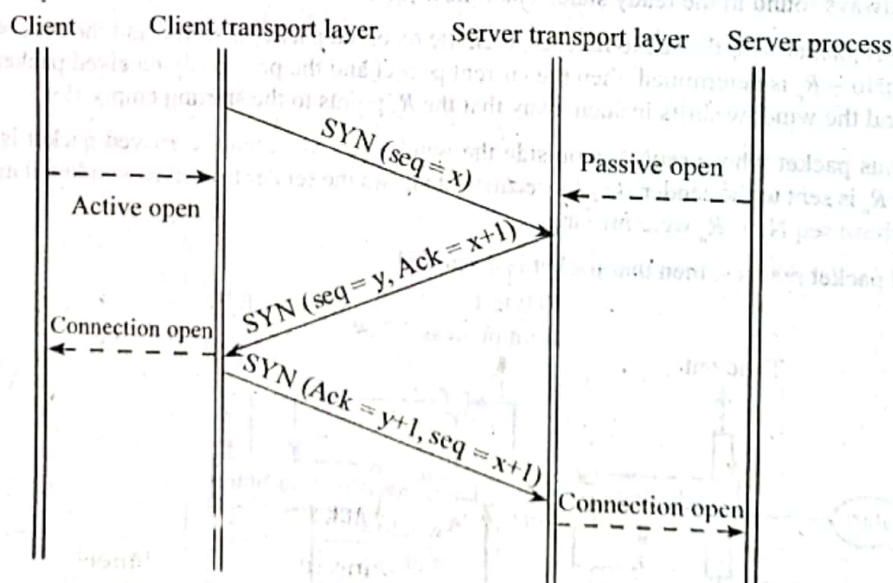 Client
Client transport layer
Server transport layer
Server process
SYN (seq = x)
Passive open
Active open
SYN (seq = y, Ack = x+1)
Connection open
SYN (Ack = y+1, seq = x+1)
Connection open